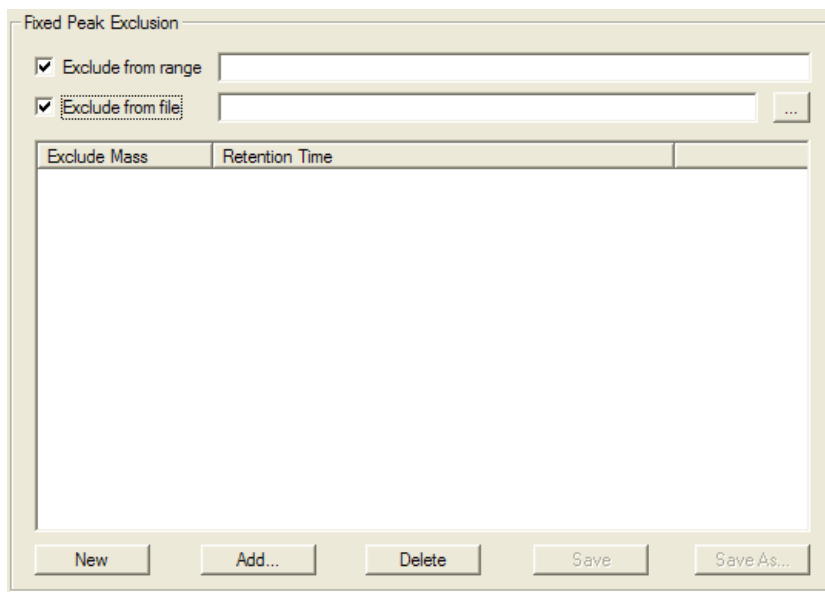 Fixed Peak Exclusion
Exclude from range
Exclude from file
...
Exclude Mass Retention Time
New Add... Delete Save Save As...